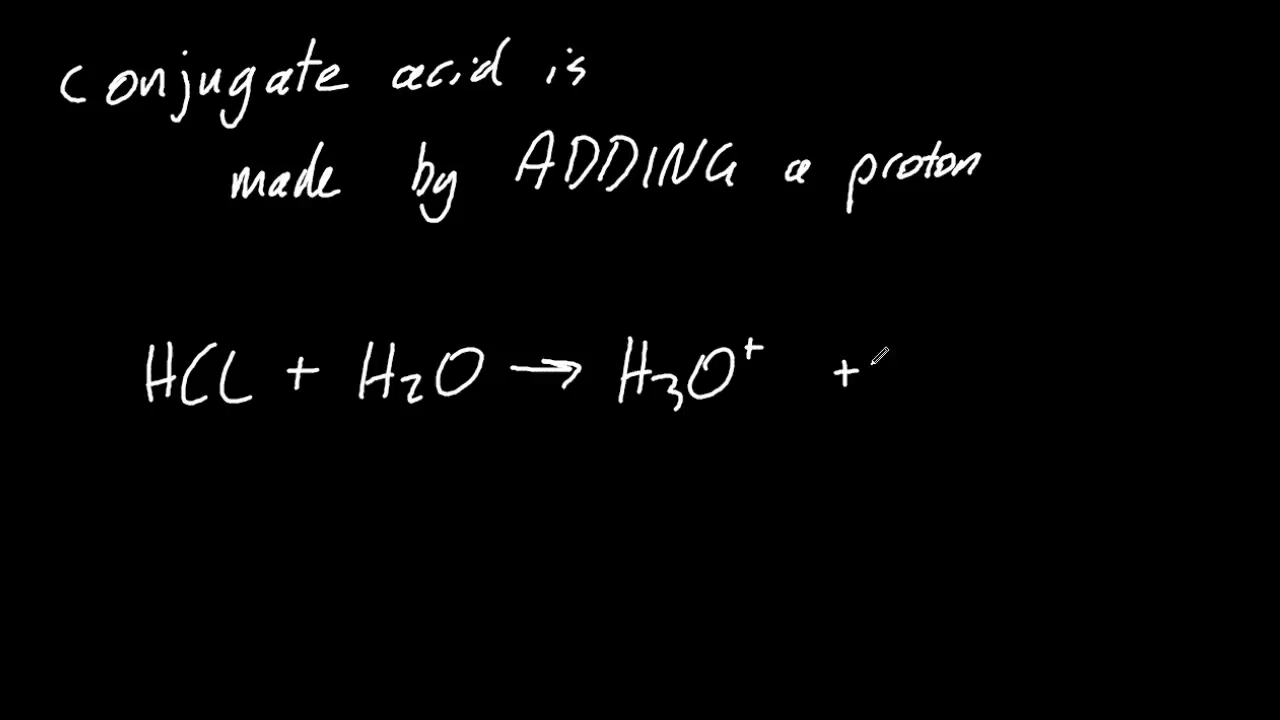 conjugate acid is
made by ADDING a proton
HCl + H₂O → H₃O⁺ +